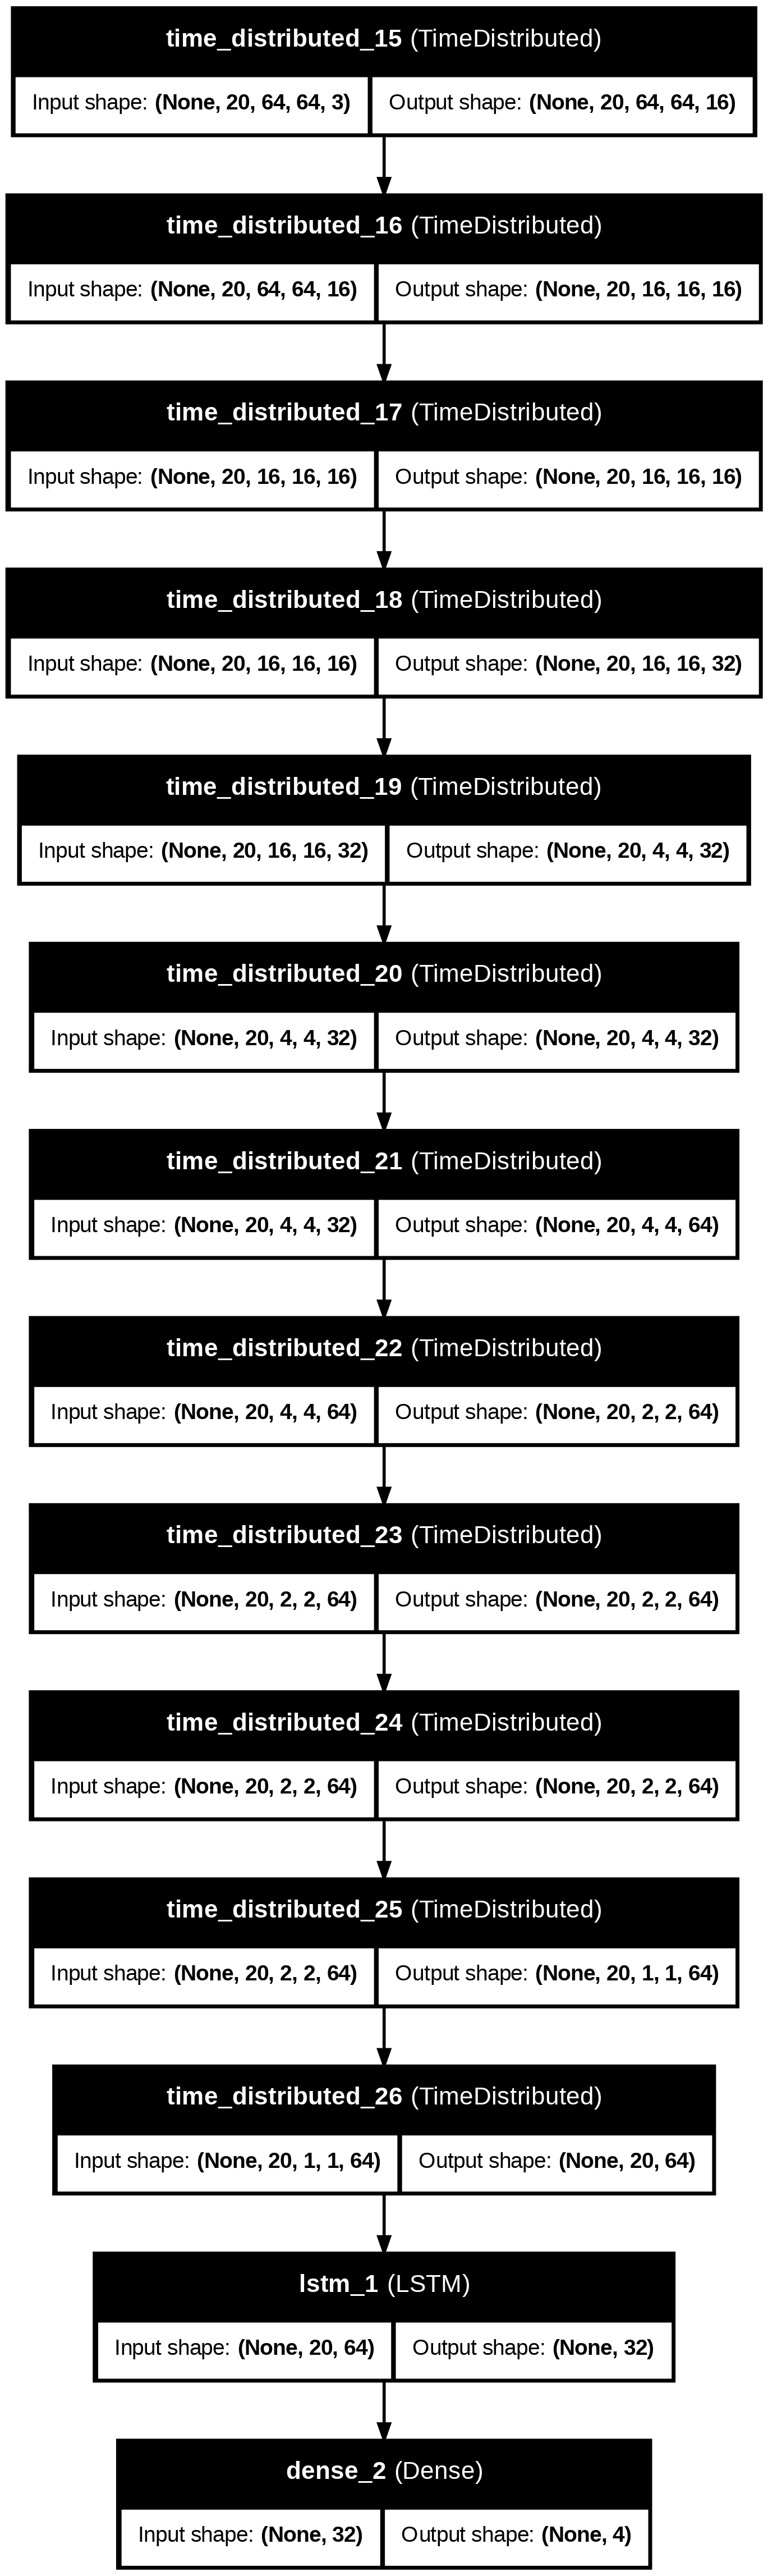 time_distributed_15 (TimeDistributed)
Input shape: (None, 20, 64, 64, 3) Output shape: (None, 20, 64, 64, 16)
time_distributed_16 (TimeDistributed)
Input shape: (None, 20, 64, 64, 16) Output shape: (None, 20, 16, 16, 16)
time_distributed_17 (TimeDistributed)
Input shape: (None, 20, 16, 16, 16) Output shape: (None, 20, 16, 16, 16)
time_distributed_18 (TimeDistributed)
Input shape: (None, 20, 16, 16, 16) Output shape: (None, 20, 16, 16, 32)
time_distributed_19 (TimeDistributed)
Input shape: (None, 20, 16, 16, 32) Output shape: (None, 20, 4, 4, 32)
time_distributed_20 (TimeDistributed)
Input shape: (None, 20, 4, 4, 32) Output shape: (None, 20, 4, 4, 32)
time_distributed_21 (TimeDistributed)
Input shape: (None, 20, 4, 4, 32) Output shape: (None, 20, 4, 4, 64)
time_distributed_22 (TimeDistributed)
Input shape: (None, 20, 4, 4, 64) Output shape: (None, 20, 2, 2, 64)
time_distributed_23 (TimeDistributed)
Input shape: (None, 20, 2, 2, 64) Output shape: (None, 20, 2, 2, 64)
time_distributed_24 (TimeDistributed)
Input shape: (None, 20, 2, 2, 64) Output shape: (None, 20, 2, 2, 64)
time_distributed_25 (TimeDistributed)
Input shape: (None, 20, 2, 2, 64) Output shape: (None, 20, 1, 1, 64)
time_distributed_26 (TimeDistributed)
Input shape: (None, 20, 1, 1, 64) Output shape: (None, 20, 64)
lstm_1 (LSTM)
Input shape: (None, 20, 64) Output shape: (None, 32)
dense_2 (Dense)
Input shape: (None, 32) Output shape: (None, 4)